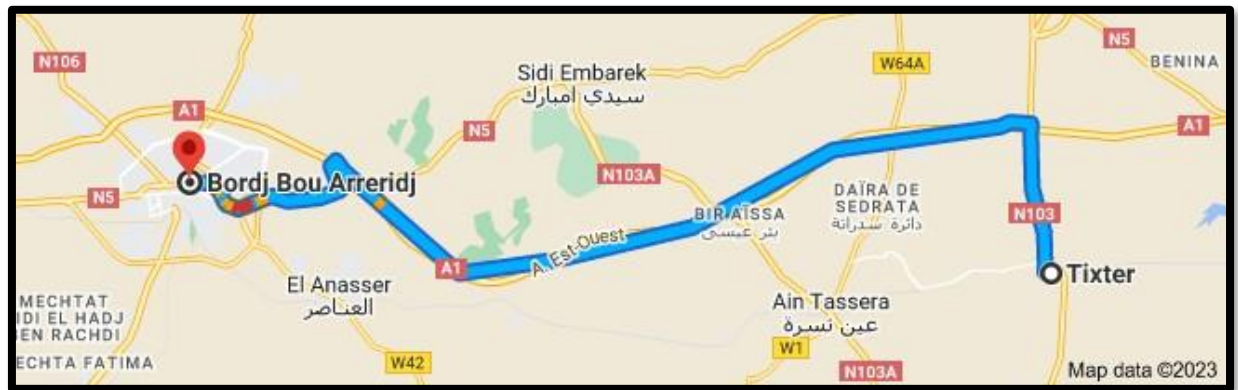 N106
A1
N5
Sidi Embarek
سيدي امبارك
W64A
N5
BENINA
A1
N103A
N5
Bordj Bou Arreridj
DAÏRA DE
SEDRATA
دائرة سدراتة
BIR AÏSSA
بئر عيسى
N103
A. Est-Ouest
A1
Tixter
El Anasser
العناصر
Ain Tassera
عين تسرة
MECHTAT
IDI EL HADJ
BEN RACHDI
ECHTA FATIMA
W42
W1
N103A
Map data ©2023